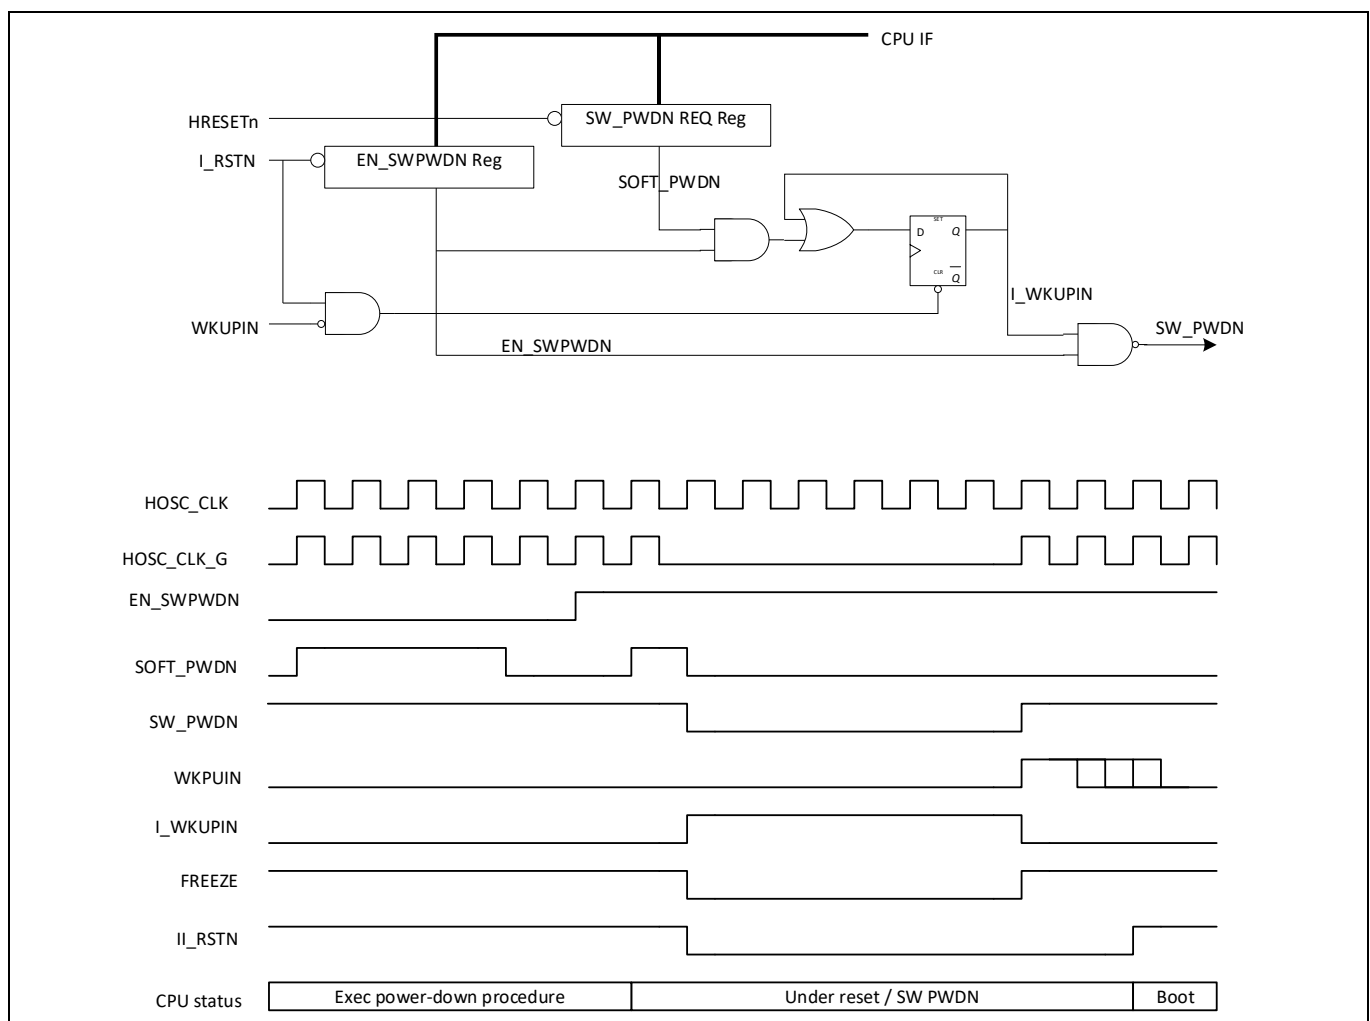 CPU IF
HRESETn
SW_PWDN REQ Reg
I_RSTN
EN_SWPWDN Reg
SOFT_PWDN
SET
D
Q
CLR
Q
I_WKUPIN
WKUPIN
SW_PWDN
EN_SWPWDN
HOSC_CLK
HOSC_CLK_G
EN_SWPWDN
SOFT_PWDN
SW_PWDN
WKPUIN
I_WKUPIN
FREEZE
II_RSTN
CPU status
Exec power-down procedure
Under reset / SW PWDN
Boot